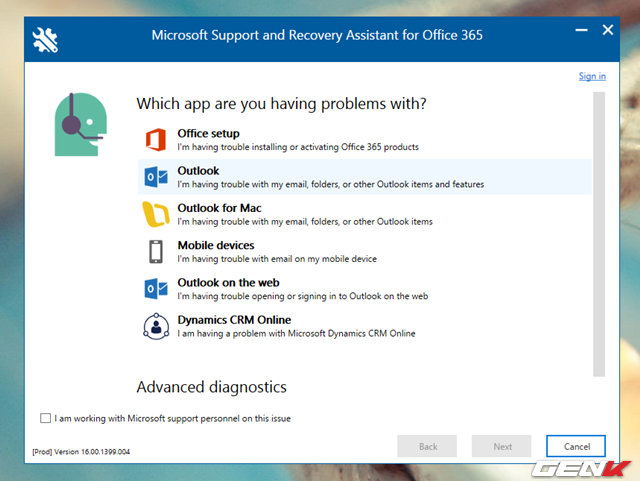 Microsoft Support and Recovery Assistant for Office 365
Sign in
Which app are you having problems with?
Office setup
I'm having trouble installing or activating Office 365 products
Outlook
I'm having trouble with my email, folders, or other Outlook items and features
Outlook for Mac
I'm having trouble with my email, folders, or other Outlook items
Mobile devices
I'm having trouble with email on my mobile device
Outlook on the web
I'm having trouble opening or signing in to Outlook on the web
Dynamics CRM Online
I am having a problem with Microsoft Dynamics CRM Online
Advanced diagnostics
I am working with Microsoft support personnel on this issue
[Prod] Version 16.00.1399.004
Back
Next
Cancel
GENK